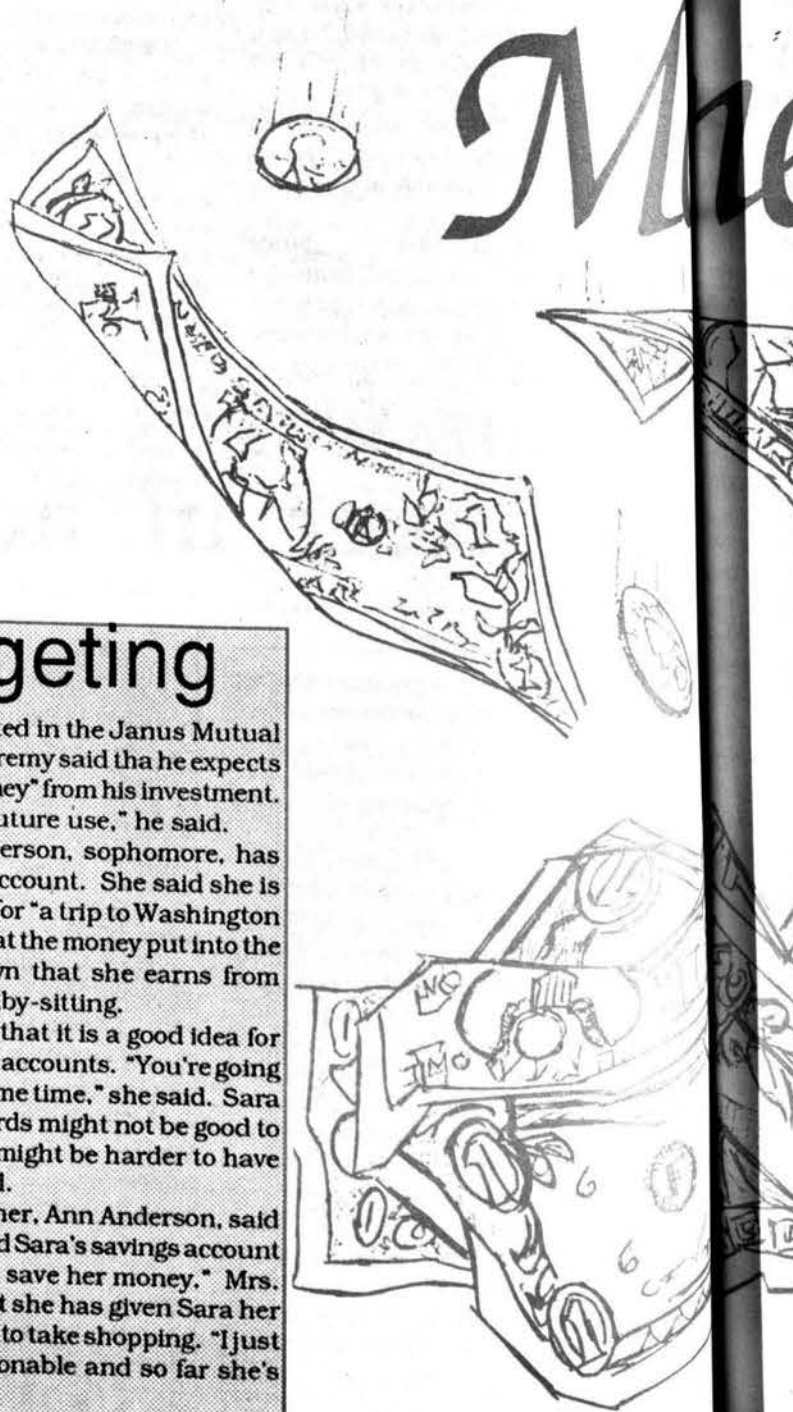 Me
geting
ed in the Janus Mutual
remy said tha he expects
ney" from his investment.
uture use," he said.
erson, sophomore, has
ccount. She said she is
for "a trip to Washington
at the money put into the
n that she earns from
by-sitting.
that it is a good idea for
accounts. "You're going
me time," she said. Sara
rds might not be good to
might be harder to have
l.
er, Ann Anderson, said
d Sara's savings account
save her money." Mrs.
t she has given Sara her
to take shopping. "I just
onable and so far she's